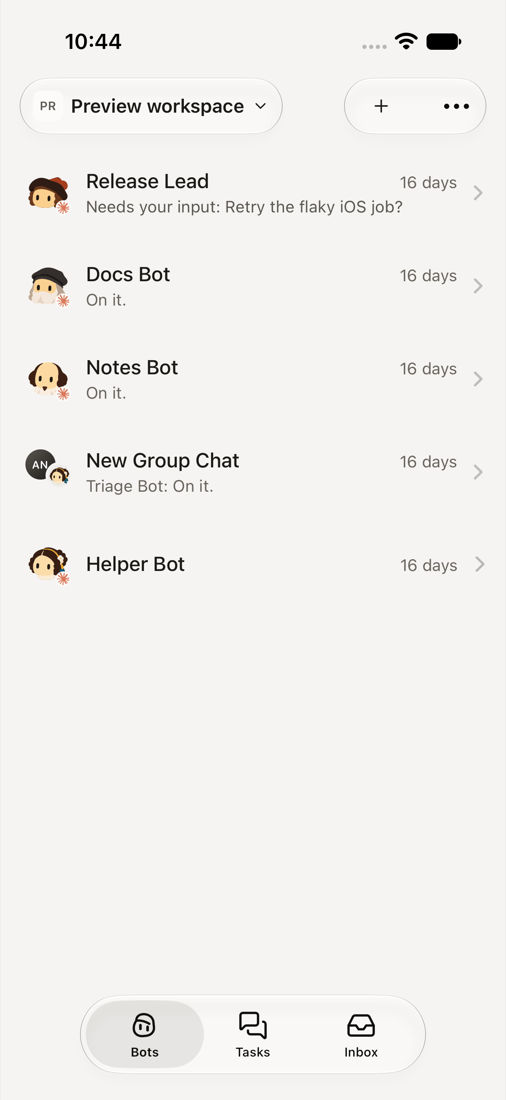 10:44
PR Preview workspace
Release Lead 16 days
Needs your input: Retry the flaky iOS job?
Docs Bot 16 days
On it.
Notes Bot 16 days
On it.
AN New Group Chat 16 days
Triage Bot: On it.
Helper Bot 16 days
Bots Tasks Inbox